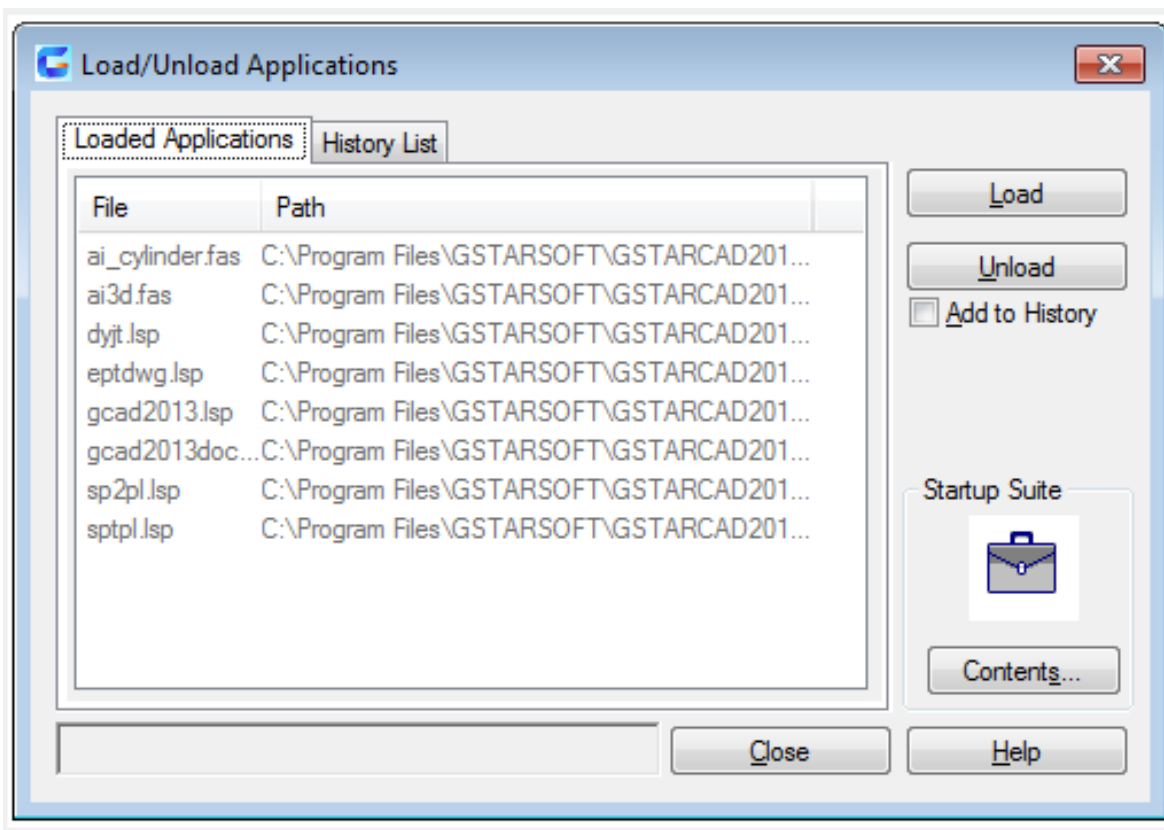 Load/Unload Applications
Loaded Applications History List
File Path
ai_cylinder.fas C:\Program Files\GSTARSOFT\GSTARCAD201...
ai3d.fas C:\Program Files\GSTARSOFT\GSTARCAD201...
dyjt.lsp C:\Program Files\GSTARSOFT\GSTARCAD201...
eptdwg.lsp C:\Program Files\GSTARSOFT\GSTARCAD201...
gcad2013.lsp C:\Program Files\GSTARSOFT\GSTARCAD201...
gcad2013doc...C:\Program Files\GSTARSOFT\GSTARCAD201...
sp2pl.lsp C:\Program Files\GSTARSOFT\GSTARCAD201...
sptpl.lsp C:\Program Files\GSTARSOFT\GSTARCAD201...
Load
Unload
Add to History
Startup Suite
Contents...
Close Help